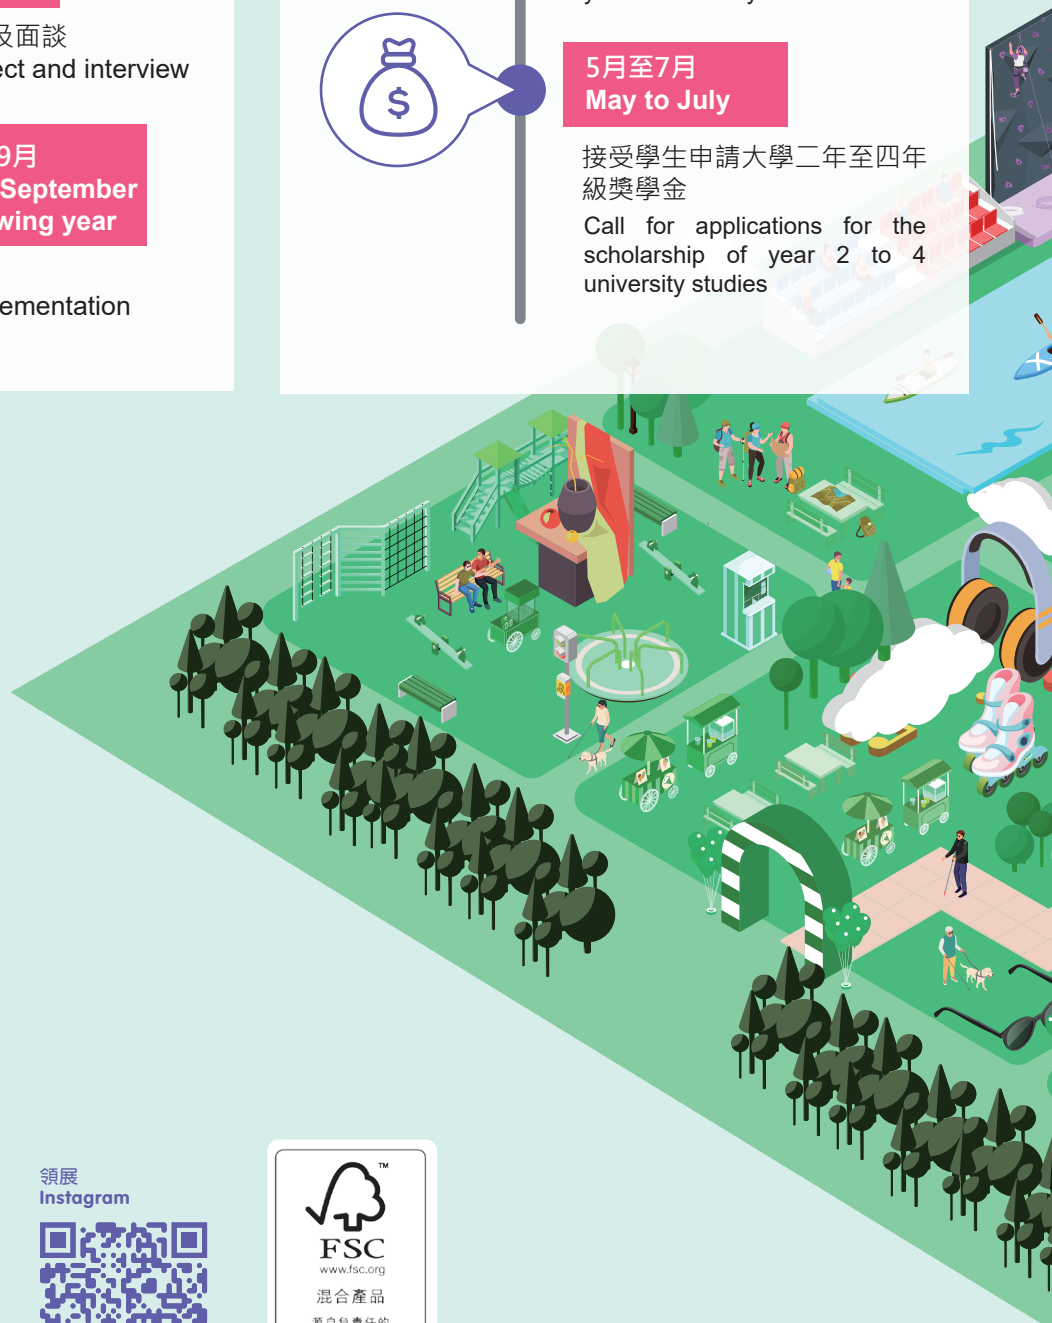 及面談
ect and interview
9月
September
wing year
ementation
5月至7月
May to July
接受學生申請大學二年至四年
級獎學金
Call for applications for the
scholarship of year 2 to 4
university studies
$
領展
Instagram
™
FSC
www.fsc.org
混合產品